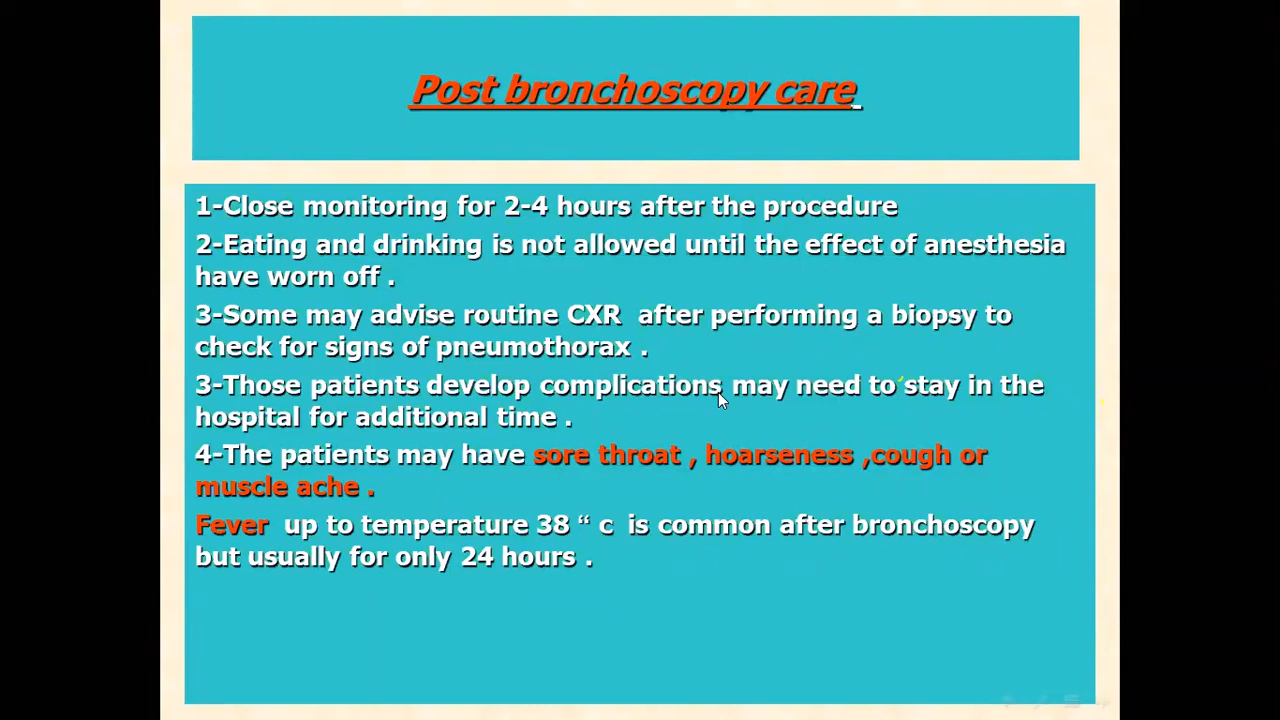 Post bronchoscopy care
1-Close monitoring for 2-4 hours after the procedure
2-Eating and drinking is not allowed until the effect of anesthesia
have worn off .
3-Some may advise routine CXR after performing a biopsy to
check for signs of pneumothorax .
3-Those patients develop complications may need to stay in the
hospital for additional time .
4-The patients may have sore throat , hoarseness ,cough or
muscle ache .
Fever up to temperature 38 “ c is common after bronchoscopy
but usually for only 24 hours .